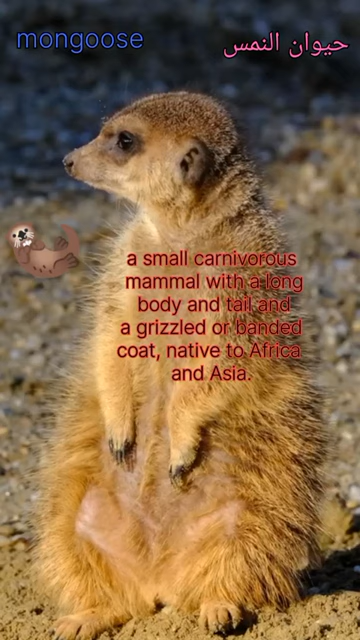 mongoose
حيوان النمس
a small carnivorous
mammal with a long
body and tail and
a grizzled or banded
coat, native to Africa
and Asia.